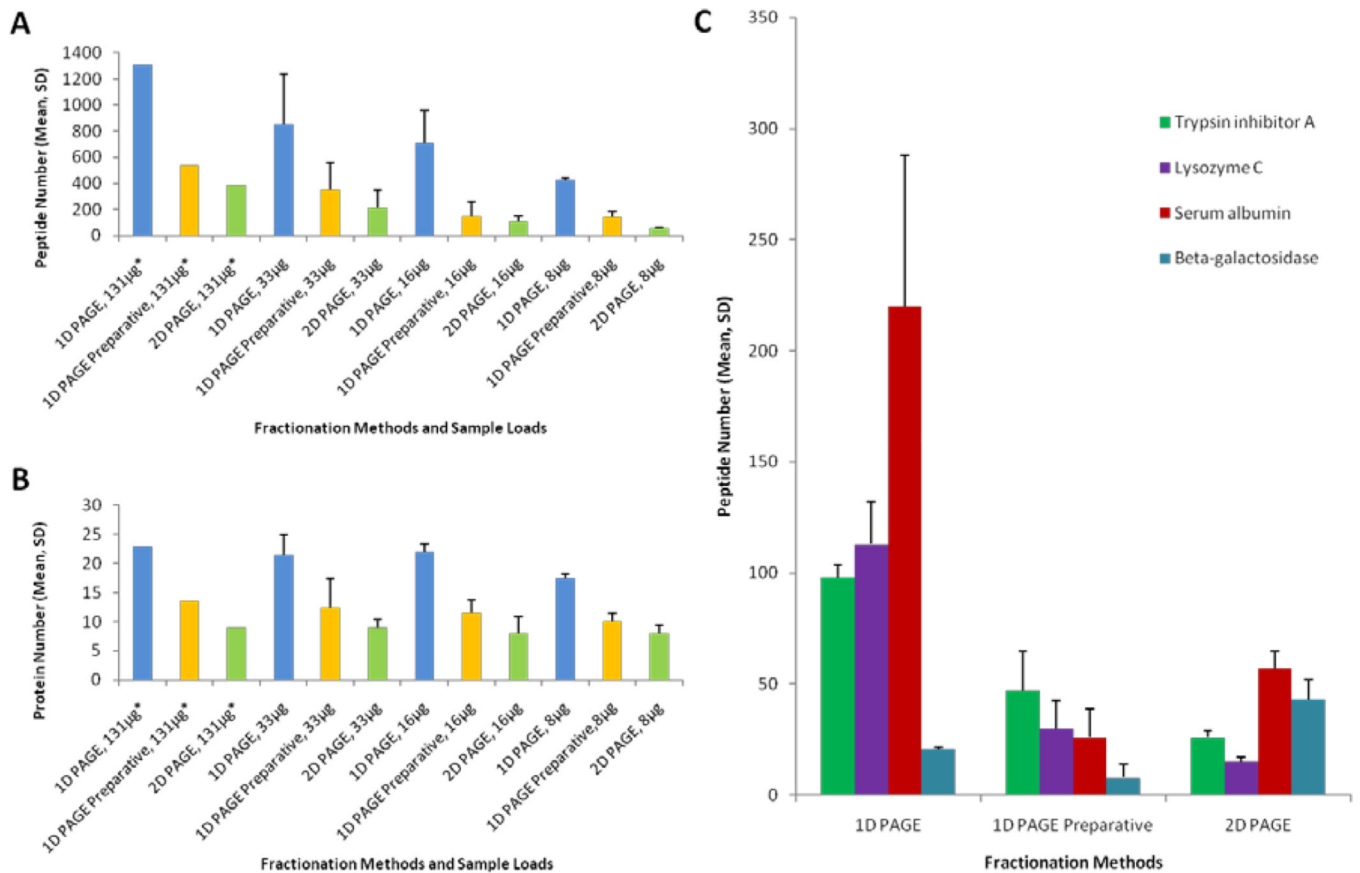 A
Peptide Number (Mean, SD)
1400
1200
1000
800
600
400
200
0
1D PAGE, 131µg*
1D PAGE Preparative, 131µg*
2D PAGE, 131µg*
1D PAGE, 33µg
1D PAGE Preparative, 33µg
2D PAGE, 33µg
1D PAGE, 16µg
1D PAGE Preparative, 16µg
2D PAGE, 16µg
1D PAGE, 8µg
1D PAGE Preparative,8µg
2D PAGE, 8µg
Fractionation Methods and Sample Loads
B
Protein Number (Mean, SD)
30
25
20
15
10
5
0
1D PAGE, 131µg*
1D PAGE Preparative, 131µg*
2D PAGE, 131µg*
1D PAGE, 33µg
1D PAGE Preparative, 33µg
2D PAGE, 33µg
1D PAGE, 16µg
1D PAGE Preparative, 16µg
2D PAGE, 16µg
1D PAGE, 8µg
1D PAGE Preparative,8µg
2D PAGE, 8µg
Fractionation Methods and Sample Loads
C
Peptide Number (Mean, SD)
350
300
250
200
150
100
50
0
Trypsin inhibitor A
Lysozyme C
Serum albumin
Beta-galactosidase
1D PAGE
1D PAGE Preparative
2D PAGE
Fractionation Methods